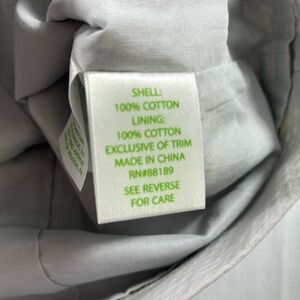 SHELL:
100% COTTON
LINING:
100% COTTON
EXCLUSIVE OF TRIM
MADE IN CHINA
RN#88189
SEE REVERSE
FOR CARE